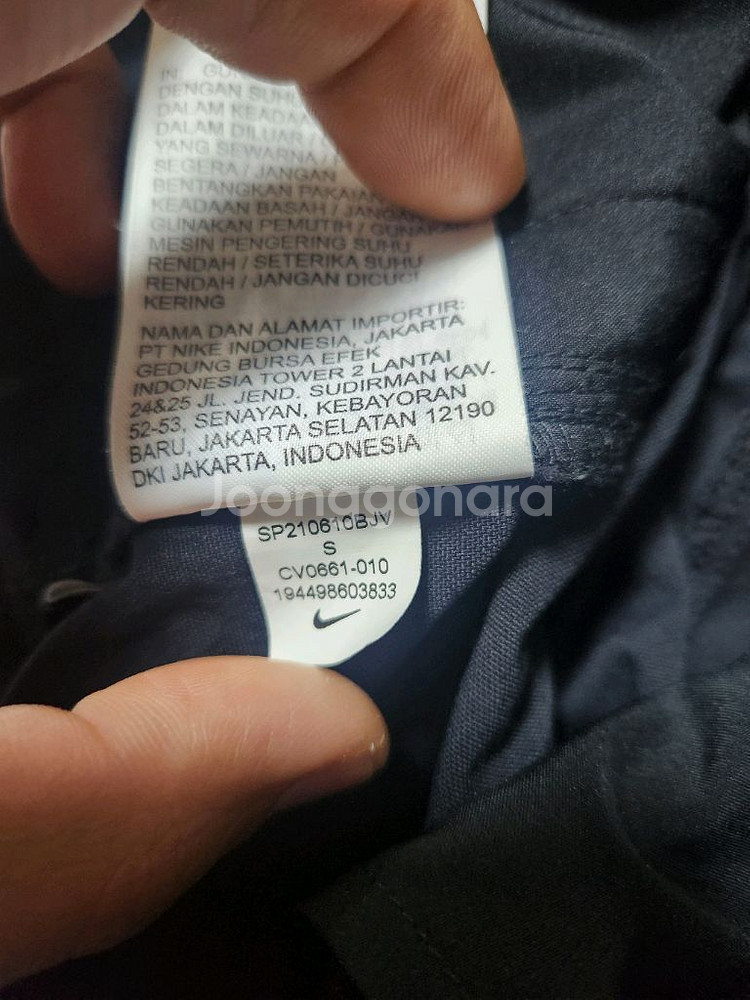 DENGAN SUHU
DALAM KEADAA
DALAM DILUAR /
YANG SEWARNA /
SEGERA / JANGAN
BENTANGKAN PAKAIAN
KEADAAN BASAH / JANGAN
GUNAKAN PEMUTIH / GUNAKAN
MESIN PENGERING SUHU
RENDAH / SETERIKA SUHU
RENDAH / JANGAN DICUCI
KERING
NAMA DAN ALAMAT IMPORTIR:
PT NIKE INDONESIA, JAKARTA
GEDUNG BURSA EFEK
INDONESIA TOWER 2 LANTAI
24&25 JL. JEND. SUDIRMAN KAV.
52-53, SENAYAN, KEBAYORAN
BARU, JAKARTA SELATAN 12190
DKI JAKARTA, INDONESIA
Joonggonara
SP210610BJV
S
CV0661-010
194498603833